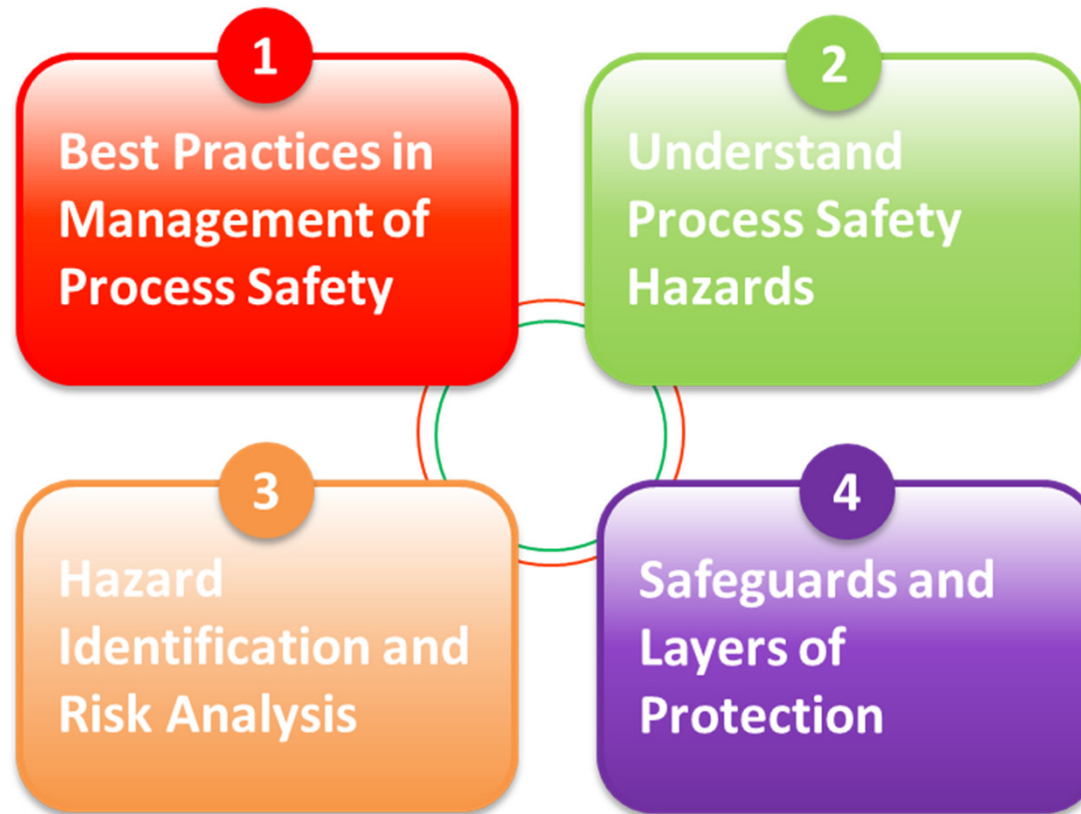 1
Best Practices in
Management of
Process Safety
2
Understand
Process Safety
Hazards
3
Hazard
Identification and
Risk Analysis
4
Safeguards and
Layers of
Protection